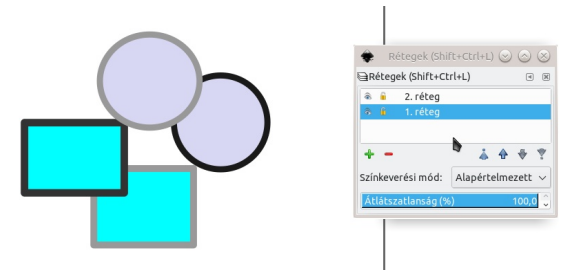 Rétegek (Shift+Ctrl+L)
Rétegek (Shift+Ctrl+L)
2. réteg
1. réteg
Színkeverési mód: Alapértelmezett
Átlátszatlanság (%) 100,0